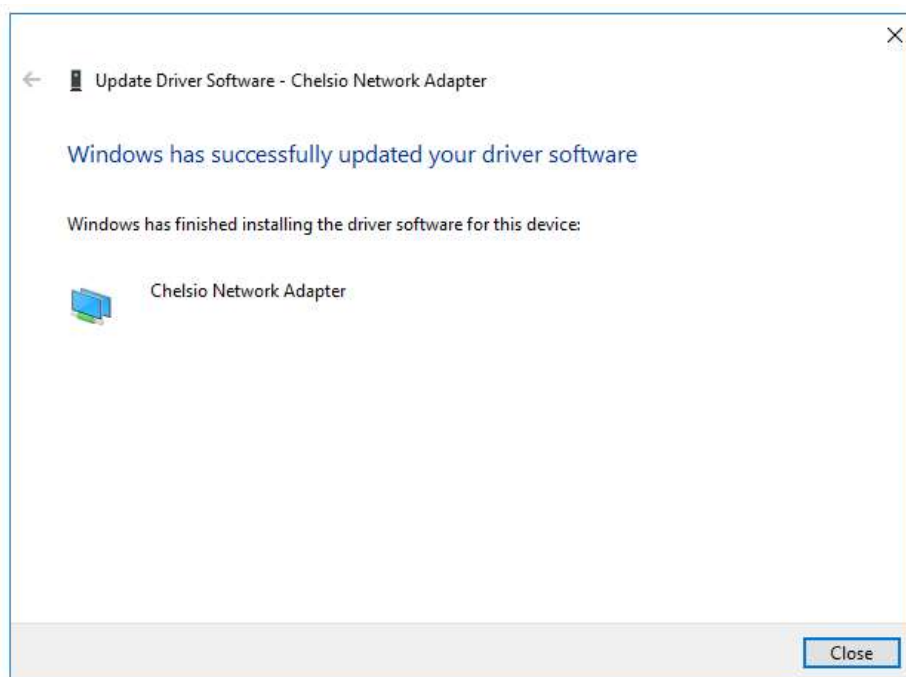 Update Driver Software - Chelsio Network Adapter
Windows has successfully updated your driver software
Windows has finished installing the driver software for this device:
Chelsio Network Adapter
Close